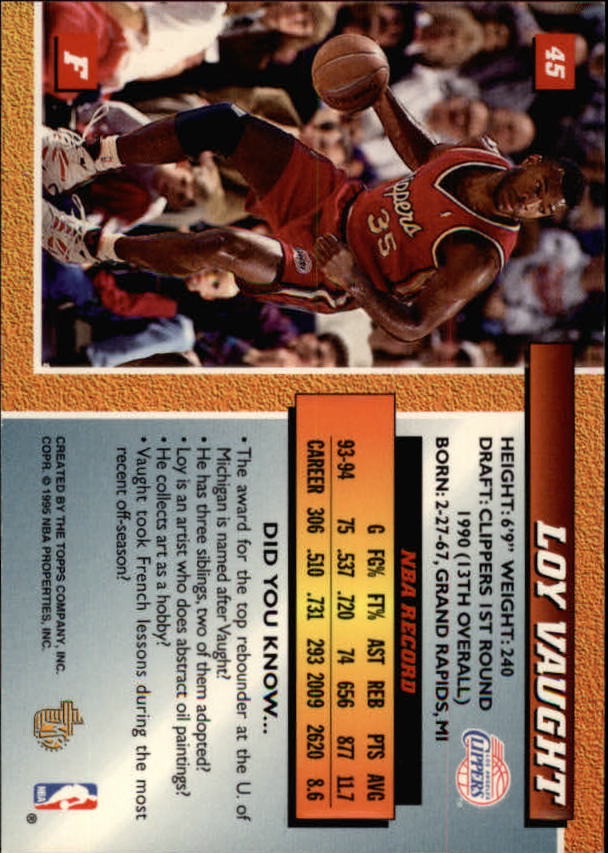 45
F
Clippers
35
LOY VAUGHT
HEIGHT: 6'9" WEIGHT: 240
DRAFT: CLIPPERS 1ST ROUND
1990 (13TH OVERALL)
BORN: 2-27-67, GRAND RAPIDS, MI
LOS ANGELES
CLIPPERS
NBA RECORD
G FG% FT% AST REB PTS AVG
93-94 75 .537 .720 74 656 877 11.7
CAREER 306 .510 .731 293 2009 2620 8.6
DID YOU KNOW...
• The award for the top rebounder at the U. of
Michigan is named after Vaught?
• He has three siblings, two of them adopted?
• Loy is an artist who does abstract oil paintings?
• He collects art as a hobby?
• Vaught took French lessons during the most
recent off-season?
CREATED BY THE TOPPS COMPANY, INC.
COPR. © 1995 NBA PROPERTIES, INC.
NBA
®